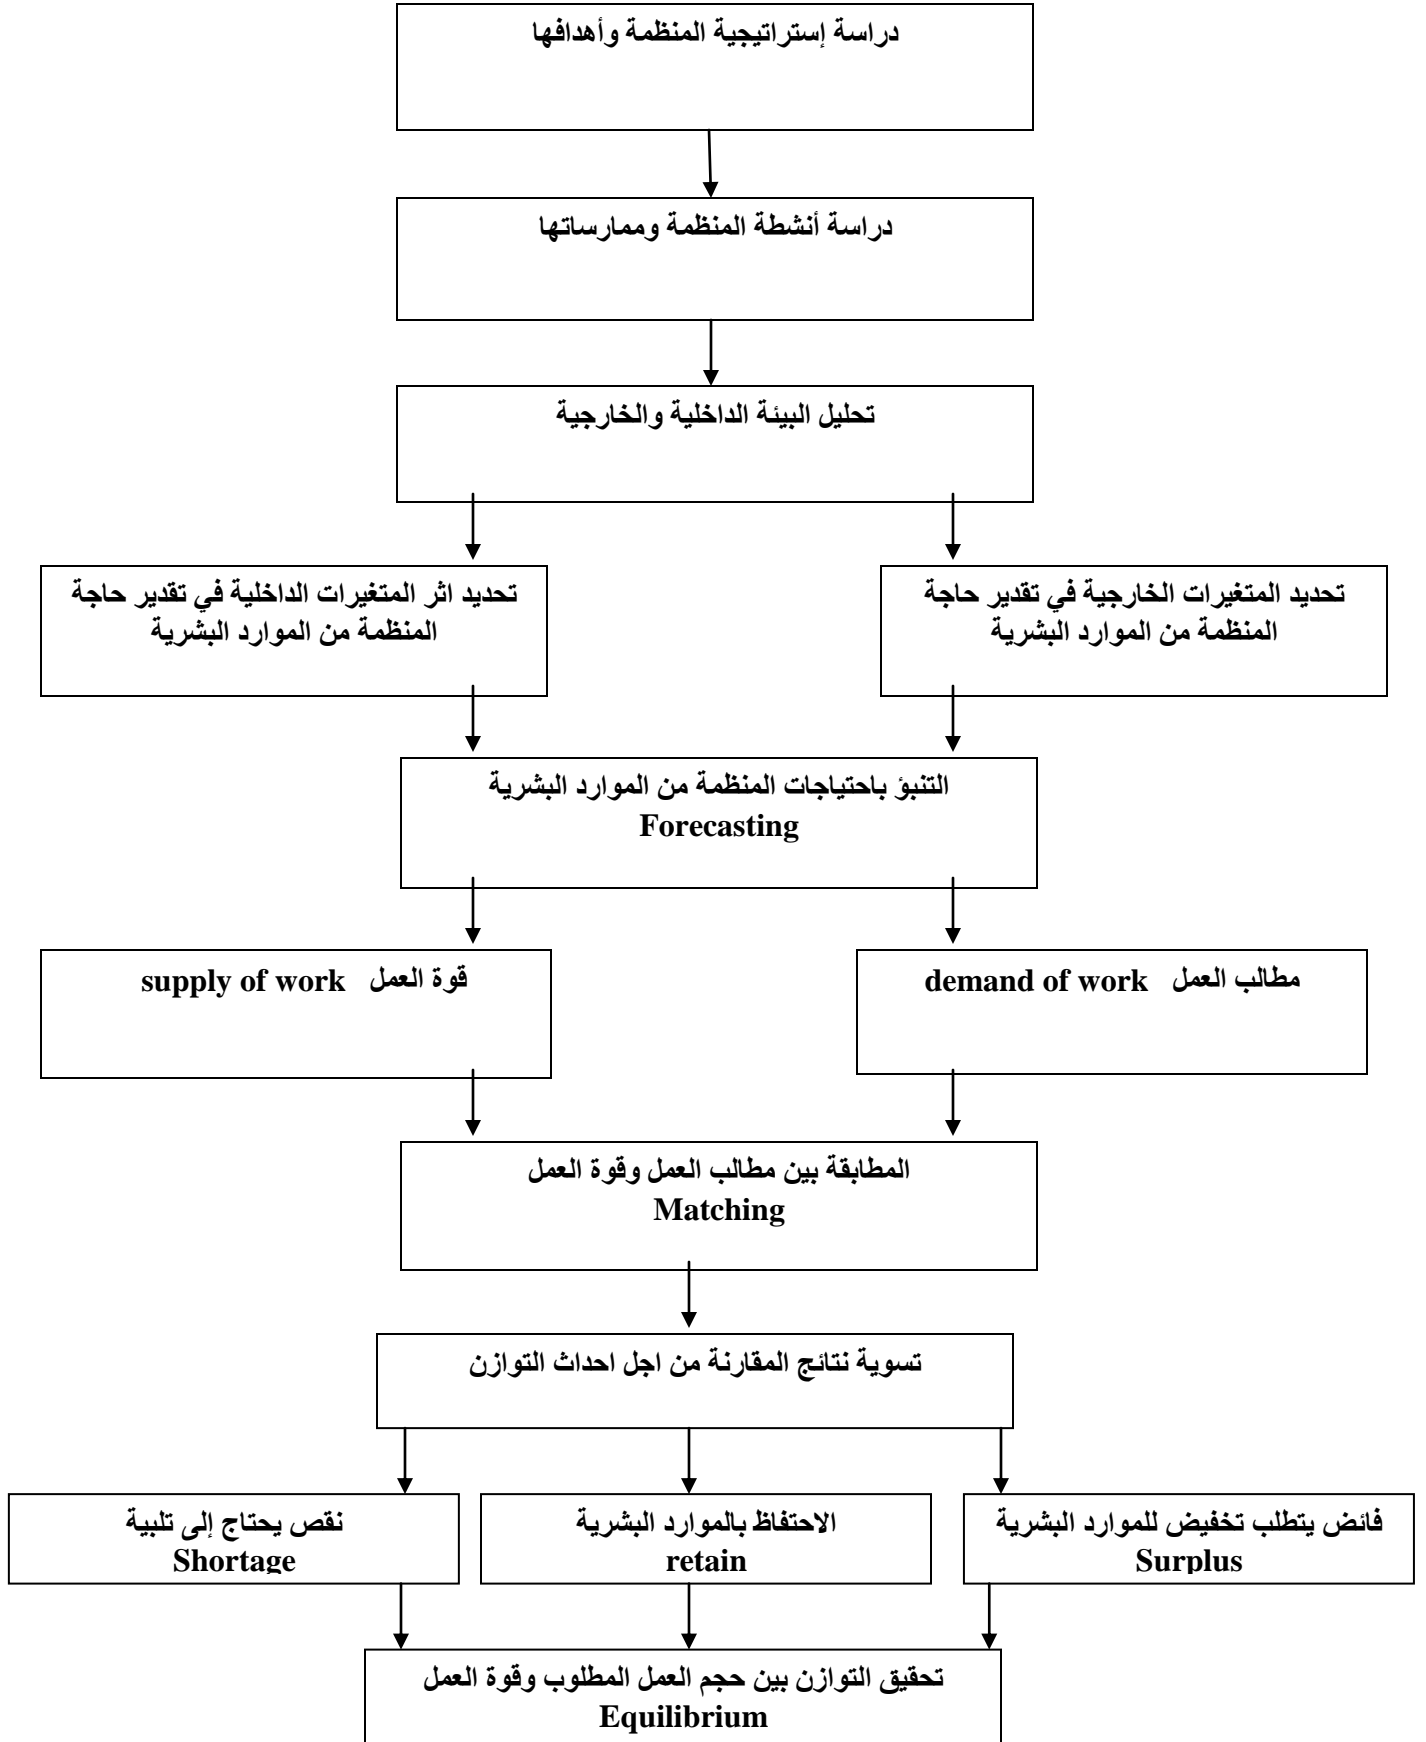 دراسة إستراتيجية المنظمة وأهدافها
دراسة أنشطة المنظمة وممارساتها
تحليل البيئة الداخلية والخارجية
تحديد المتغيرات الخارجية في تقدير حاجة
المنظمة من الموارد البشرية
تحديد اثر المتغيرات الداخلية في تقدير حاجة
المنظمة من الموارد البشرية
التنبؤ باحتياجات المنظمة من الموارد البشرية
Forecasting
مطالب العمل demand of work
قوة العمل supply of work
المطابقة بين مطالب العمل وقوة العمل
Matching
تسوية نتائج المقارنة من اجل احداث التوازن
فائض يتطلب تخفيض للموارد البشرية
Surplus
الاحتفاظ بالموارد البشرية
retain
نقص يحتاج إلى تلبية
Shortage
تحقيق التوازن بين حجم العمل المطلوب وقوة العمل
Equilibrium